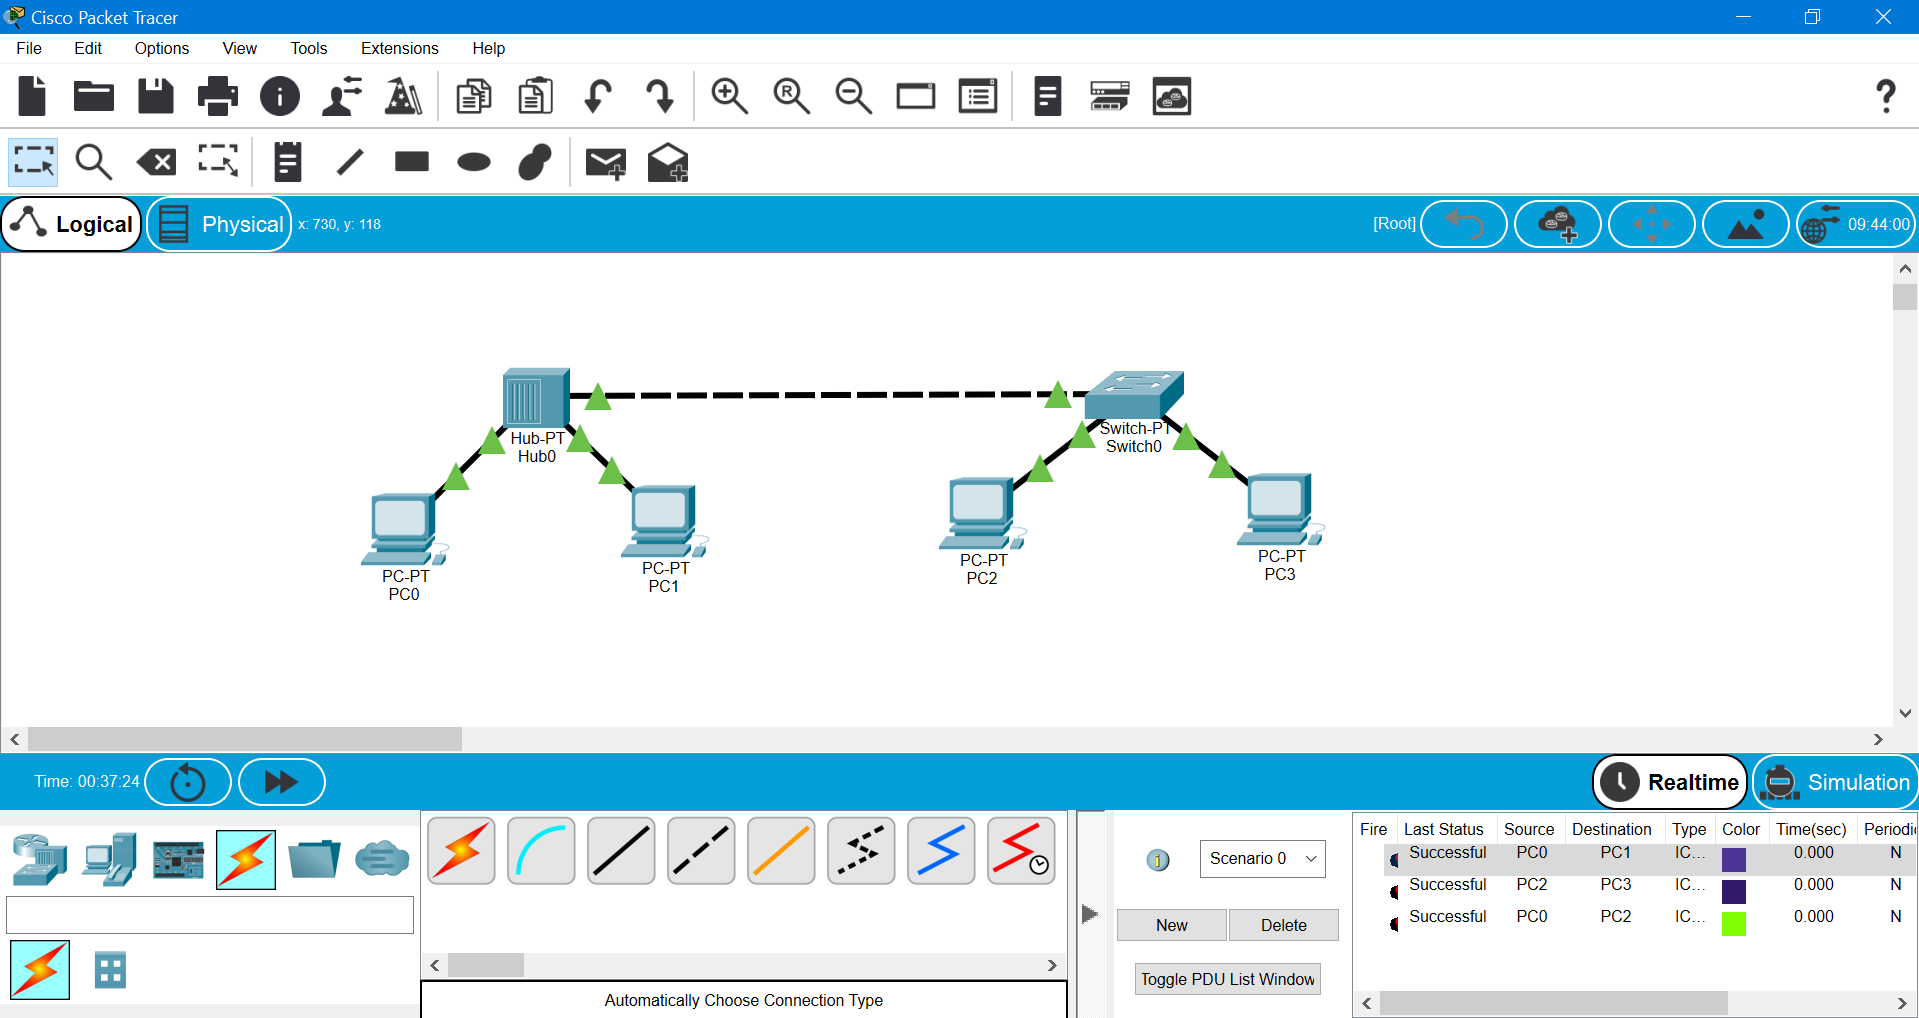 Cisco Packet Tracer
File Edit Options View Tools Extensions Help
Logical Physical x: 730, y: 118 [Root] 09:44:00
Hub-PT
Hub0
Switch-PT
Switch0
PC-PT
PC0
PC-PT
PC1
PC-PT
PC2
PC-PT
PC3
Time: 00:37:24 Realtime Simulation
Scenario 0
New Delete
Toggle PDU List Window
Automatically Choose Connection Type
Fire Last Status Source Destination Type Color Time(sec) Periodi
Successful PC0 PC1 IC... 0.000 N
Successful PC2 PC3 IC... 0.000 N
Successful PC0 PC2 IC... 0.000 N